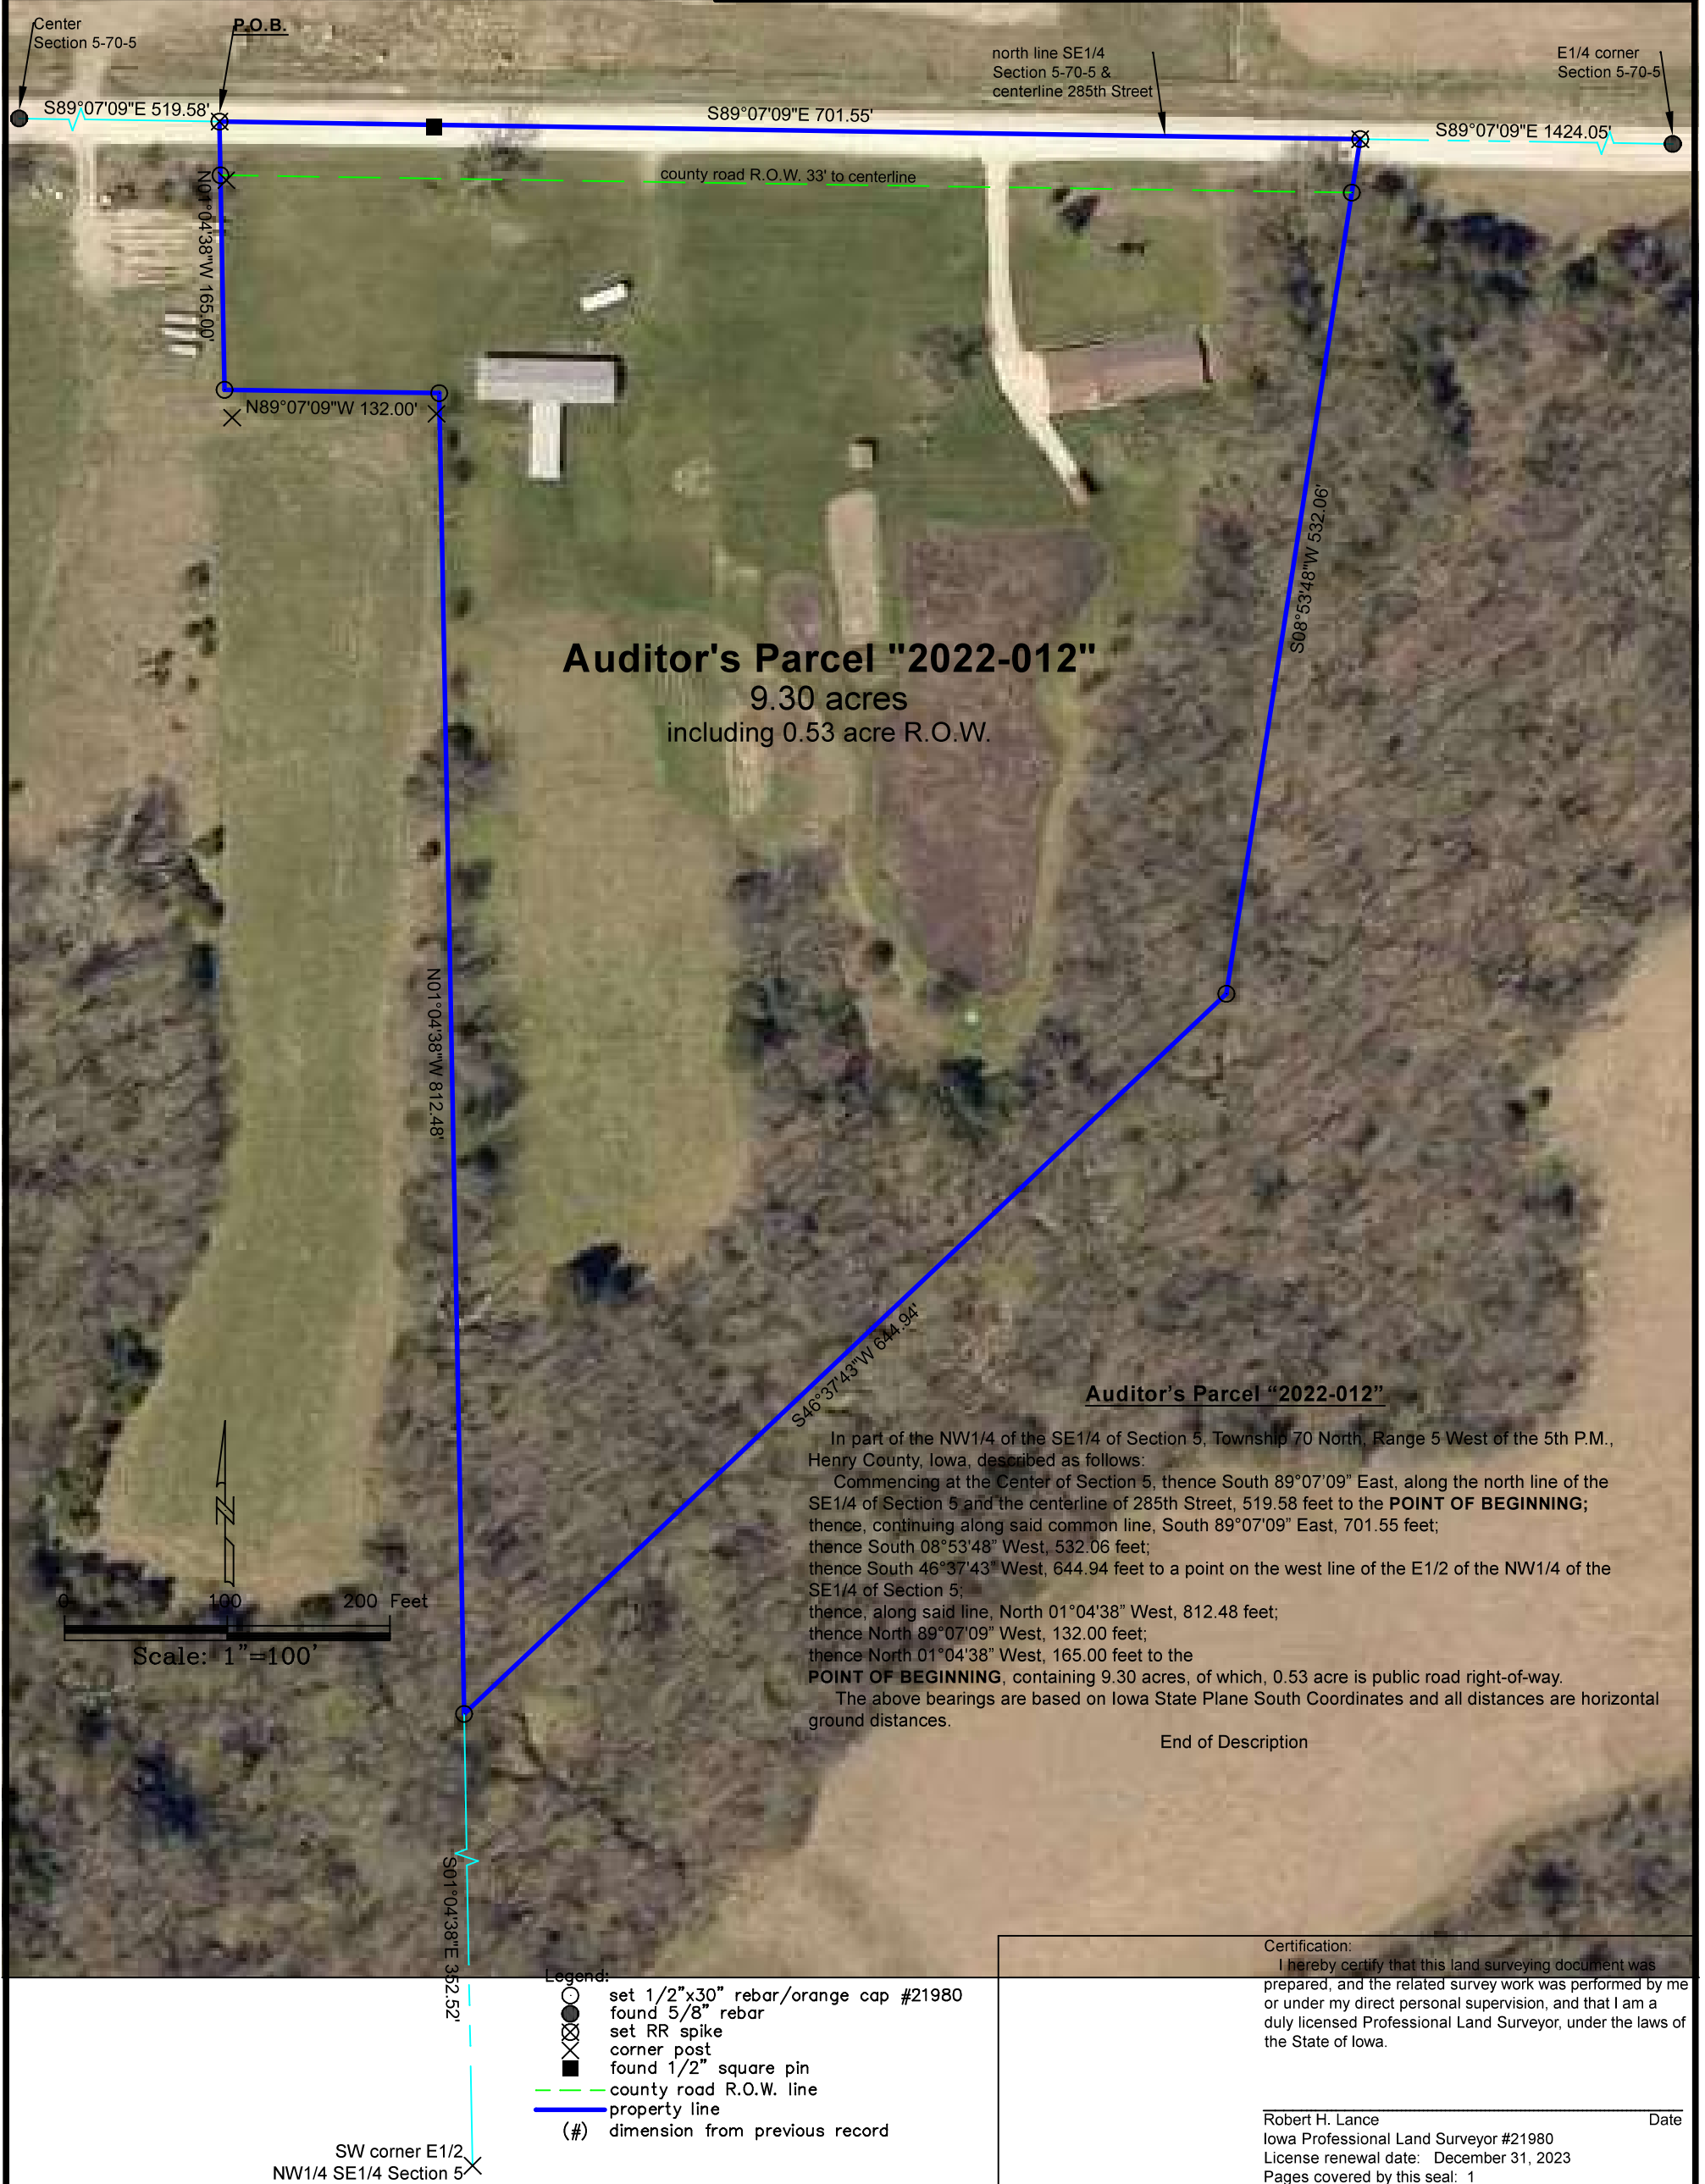 Center
Section 5-70-5
P.O.B.
north line SE1/4
Section 5-70-5 &
centerline 285th Street
E1/4 corner
Section 5-70-5
S89°07'09"E 519.58'
S89°07'09"E 701.55'
S89°07'09"E 1424.05'
county road R.O.W. 33' to centerline
N01°04'38"W 165.00'
N89°07'09"W 132.00'
S08°53'48"W 532.06'
Auditor's Parcel "2022-012"
9.30 acres
including 0.53 acre R.O.W.
N01°04'38"W 812.48'
S46°37'43"W 644.94'
Auditor's Parcel “2022-012”
In part of the NW1/4 of the SE1/4 of Section 5, Township 70 North, Range 5 West of the 5th P.M.,
Henry County, Iowa, described as follows:
Commencing at the Center of Section 5, thence South 89°07'09” East, along the north line of the
SE1/4 of Section 5 and the centerline of 285th Street, 519.58 feet to the POINT OF BEGINNING;
thence, continuing along said common line, South 89°07'09” East, 701.55 feet;
thence South 08°53'48” West, 532.06 feet;
thence South 46°37'43” West, 644.94 feet to a point on the west line of the E1/2 of the NW1/4 of the
SE1/4 of Section 5;
thence, along said line, North 01°04'38” West, 812.48 feet;
thence North 89°07'09” West, 132.00 feet;
thence North 01°04'38” West, 165.00 feet to the
POINT OF BEGINNING, containing 9.30 acres, of which, 0.53 acre is public road right-of-way.
The above bearings are based on Iowa State Plane South Coordinates and all distances are horizontal
ground distances.
End of Description
N
0 100 200 Feet
Scale: 1"=100'
S01°04'38"E 352.52'
Legend:
set 1/2"x30" rebar/orange cap #21980
found 5/8" rebar
set RR spike
corner post
found 1/2" square pin
county road R.O.W. line
property line
(#) dimension from previous record
SW corner E1/2
NW1/4 SE1/4 Section 5
Certification:
I hereby certify that this land surveying document was
prepared, and the related survey work was performed by me
or under my direct personal supervision, and that I am a
duly licensed Professional Land Surveyor, under the laws of
the State of Iowa.
Robert H. Lance Date
Iowa Professional Land Surveyor #21980
License renewal date: December 31, 2023
Pages covered by this seal: 1